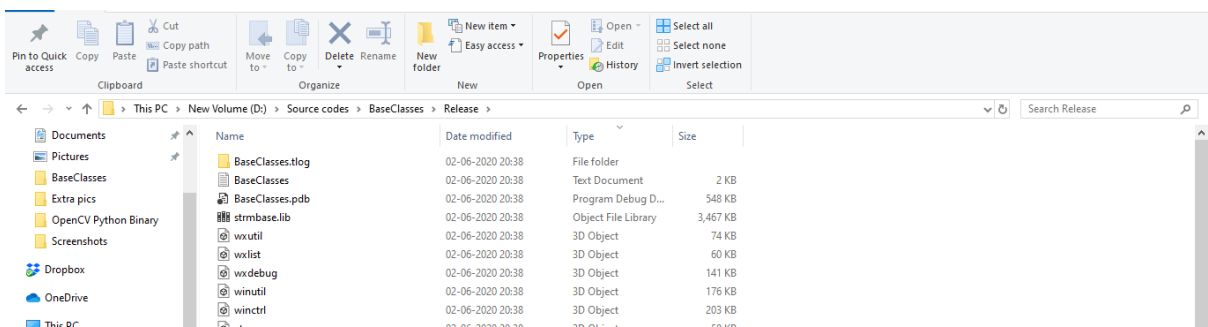 Pin to Quick access
Copy
Paste
Cut
Copy path
Paste shortcut
Clipboard
Move to
Copy to
Delete
Rename
Organize
New folder
New item
Easy access
New
Properties
Open
Edit
History
Open
Select all
Select none
Invert selection
Select
This PC > New Volume (D:) > Source codes > BaseClasses > Release >
Search Release
Documents
Pictures
BaseClasses
Extra pics
OpenCV Python Binary
Screenshots
Dropbox
OneDrive
This PC
Name Date modified Type Size
BaseClasses.tlog 02-06-2020 20:38 File folder
BaseClasses 02-06-2020 20:38 Text Document 2 KB
BaseClasses.pdb 02-06-2020 20:38 Program Debug D... 548 KB
strmbase.lib 02-06-2020 20:38 Object File Library 3,467 KB
wxutil 02-06-2020 20:38 3D Object 74 KB
wxlist 02-06-2020 20:38 3D Object 60 KB
wxdebug 02-06-2020 20:38 3D Object 141 KB
winutil 02-06-2020 20:38 3D Object 176 KB
winctrl 02-06-2020 20:38 3D Object 203 KB